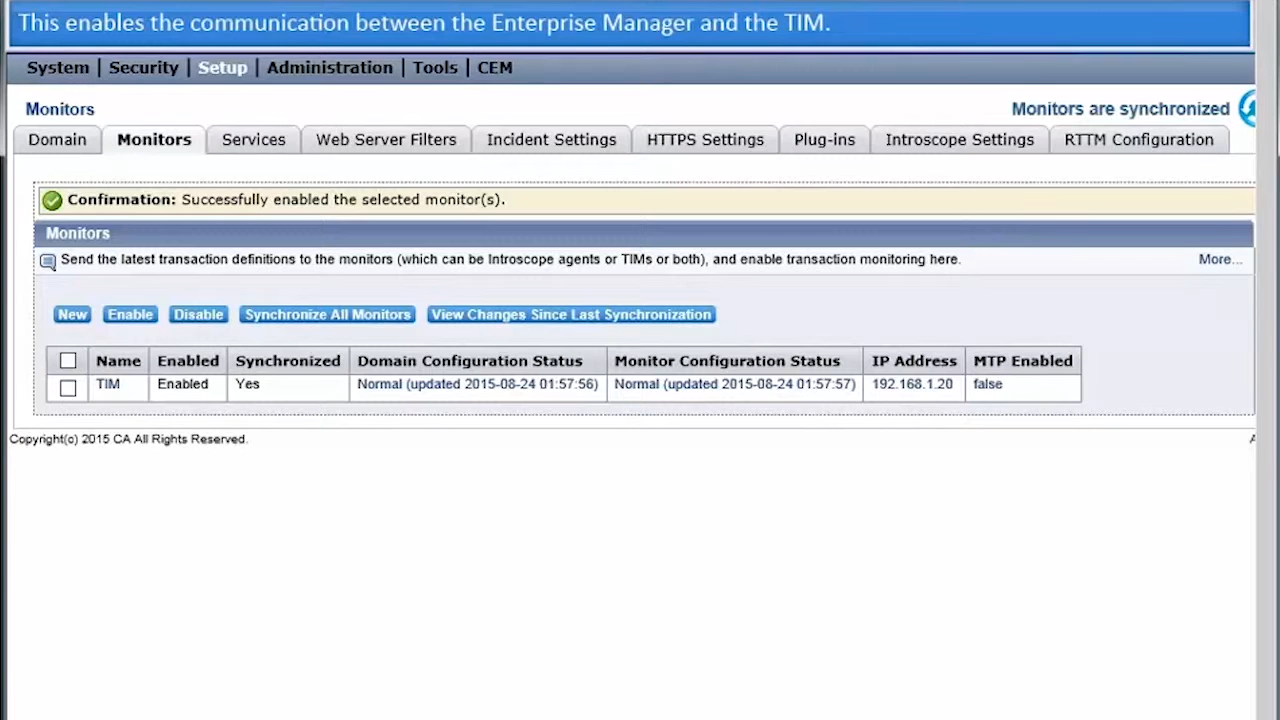 This enables the communication between the Enterprise Manager and the TIM.
System | Security | Setup | Administration | Tools | CEM
Monitors
Monitors are synchronized
Domain Monitors Services Web Server Filters Incident Settings HTTPS Settings Plug-ins Introscope Settings RTTM Configuration
Confirmation: Successfully enabled the selected monitor(s).
Monitors
Send the latest transaction definitions to the monitors (which can be Introscope agents or TIMs or both), and enable transaction monitoring here. More...
New Enable Disable Synchronize All Monitors View Changes Since Last Synchronization
Name Enabled Synchronized Domain Configuration Status Monitor Configuration Status IP Address MTP Enabled
TIM Enabled Yes Normal (updated 2015-08-24 01:57:56) Normal (updated 2015-08-24 01:57:57) 192.168.1.20 false
Copyright(c) 2015 CA All Rights Reserved.